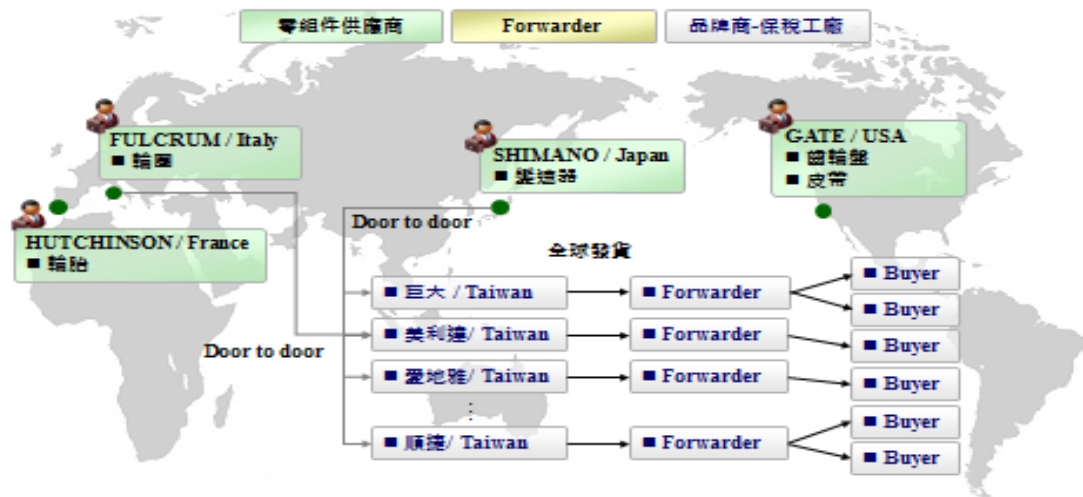 零組件供應商
Forwarder
品牌商-保稅工廠
FULCRUM / Italy
■ 輪圈
SHIMANO / Japan
■ 變速器
GATE / USA
■ 齒輪盤
■ 皮帶
HUTCHINSON / France
■ 輪胎
Door to door
全球發貨
■ 巨大 / Taiwan
■ Forwarder
■ Buyer
■ Buyer
■ 美利達/ Taiwan
■ Forwarder
■ Buyer
Door to door
■ 愛地雅/ Taiwan
■ Forwarder
■ Buyer
⋮
■ 順捷/ Taiwan
■ Forwarder
■ Buyer
■ Buyer